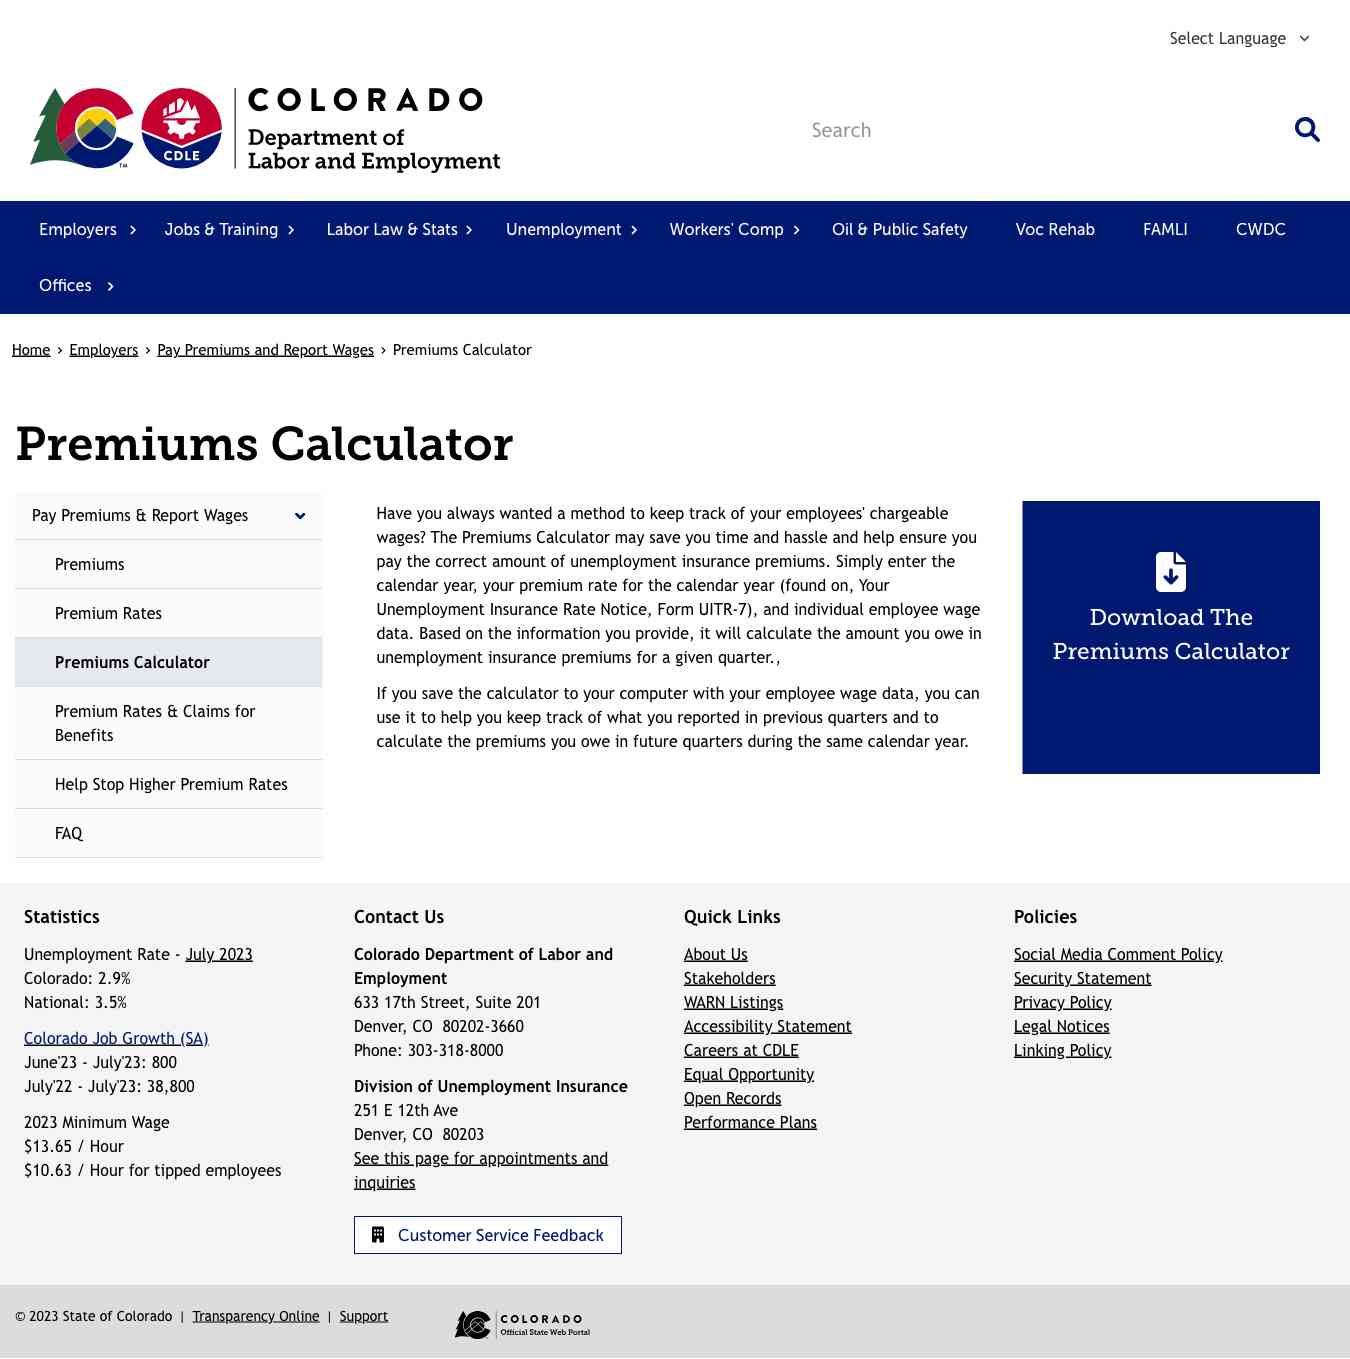 Select Language
COLORADO
Department of
Labor and Employment
CDLE
TM
Search
Employers Jobs & Training Labor Law & Stats Unemployment Workers' Comp Oil & Public Safety Voc Rehab FAMLI CWDC
Offices
Home › Employers › Pay Premiums and Report Wages › Premiums Calculator
Premiums Calculator
Pay Premiums & Report Wages
Premiums
Premium Rates
Premiums Calculator
Premium Rates & Claims for
Benefits
Help Stop Higher Premium Rates
FAQ
Have you always wanted a method to keep track of your employees' chargeable
wages? The Premiums Calculator may save you time and hassle and help ensure you
pay the correct amount of unemployment insurance premiums. Simply enter the
calendar year, your premium rate for the calendar year (found on, Your
Unemployment Insurance Rate Notice, Form UITR-7), and individual employee wage
data. Based on the information you provide, it will calculate the amount you owe in
unemployment insurance premiums for a given quarter.,
If you save the calculator to your computer with your employee wage data, you can
use it to help you keep track of what you reported in previous quarters and to
calculate the premiums you owe in future quarters during the same calendar year.
Download The
Premiums Calculator
Statistics
Unemployment Rate - July 2023
Colorado: 2.9%
National: 3.5%
Colorado Job Growth (SA)
June'23 - July'23: 800
July'22 - July'23: 38,800
2023 Minimum Wage
$13.65 / Hour
$10.63 / Hour for tipped employees
Contact Us
Colorado Department of Labor and
Employment
633 17th Street, Suite 201
Denver, CO 80202-3660
Phone: 303-318-8000
Division of Unemployment Insurance
251 E 12th Ave
Denver, CO 80203
See this page for appointments and
inquiries
Customer Service Feedback
Quick Links
About Us
Stakeholders
WARN Listings
Accessibility Statement
Careers at CDLE
Equal Opportunity
Open Records
Performance Plans
Policies
Social Media Comment Policy
Security Statement
Privacy Policy
Legal Notices
Linking Policy
© 2023 State of Colorado | Transparency Online | Support
COLORADO
Official State Web Portal